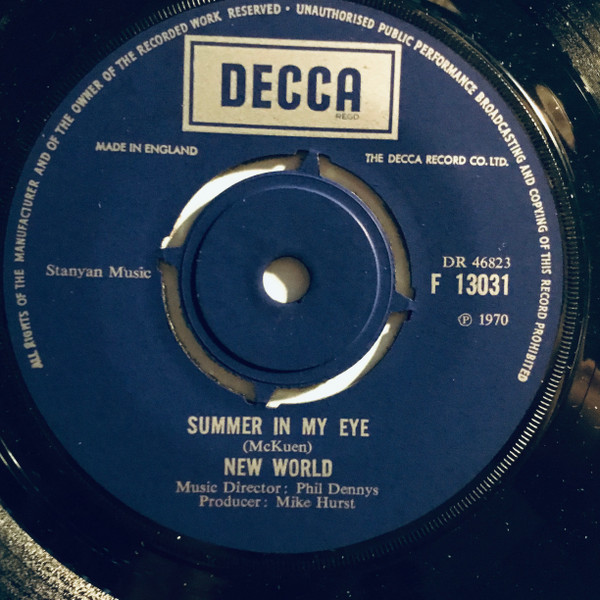 ALL RIGHTS OF THE MANUFACTURER AND OF THE OWNER OF THE RECORDED WORK RESERVED · UNAUTHORISED PUBLIC PERFORMANCE BROADCASTING AND COPYING OF THIS RECORD PROHIBITED
DECCA
REGD
MADE IN ENGLAND
THE DECCA RECORD CO. LTD.
Stanyan Music
DR 46823
F 13031
℗ 1970
SUMMER IN MY EYE
(McKuen)
NEW WORLD
Music Director: Phil Dennys
Producer: Mike Hurst